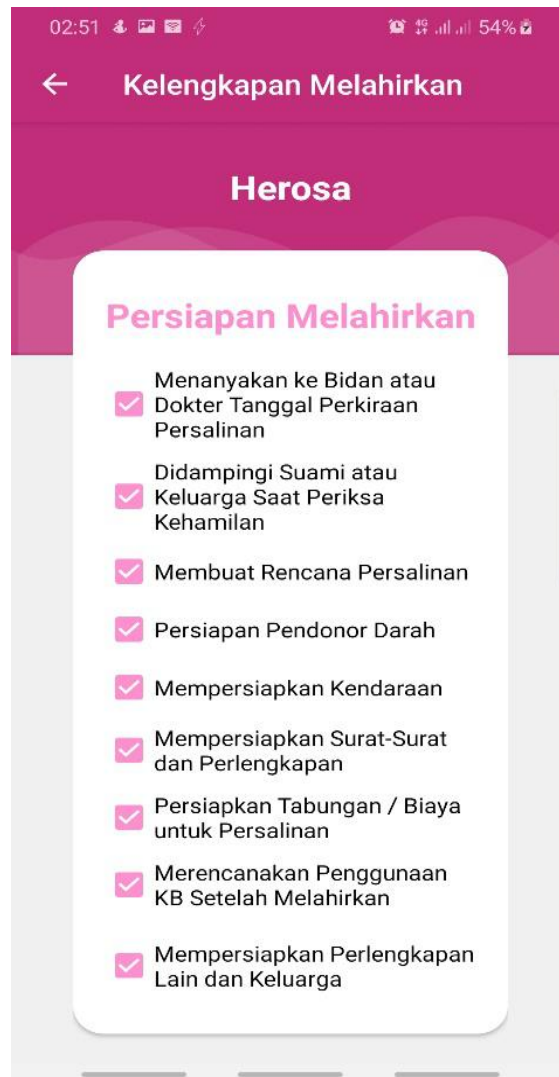 02:51 54%
Kelengkapan Melahirkan
Herosa
Persiapan Melahirkan
Menanyakan ke Bidan atau
Dokter Tanggal Perkiraan
Persalinan
Didampingi Suami atau
Keluarga Saat Periksa
Kehamilan
Membuat Rencana Persalinan
Persiapan Pendonor Darah
Mempersiapkan Kendaraan
Mempersiapkan Surat-Surat
dan Perlengkapan
Persiapkan Tabungan / Biaya
untuk Persalinan
Merencanakan Penggunaan
KB Setelah Melahirkan
Mempersiapkan Perlengkapan
Lain dan Keluarga